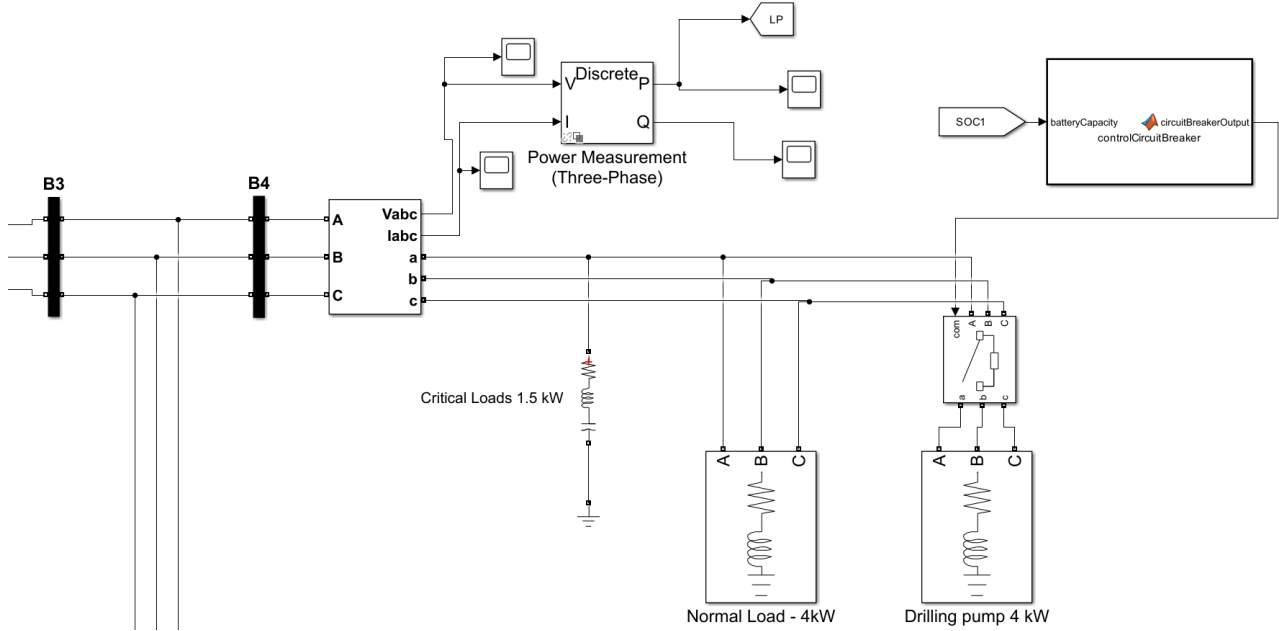 LP
Discrete
V
P
I
Q
Power Measurement
(Three-Phase)
SOC1
batteryCapacity
circuitBreakerOutput
controlCircuitBreaker
B3
B4
A
B
C
Vabc
Iabc
a
b
c
com
A
B
C
a
b
c
Critical Loads 1.5 kW
A
B
C
Normal Load - 4kW
A
B
C
Drilling pump 4 kW